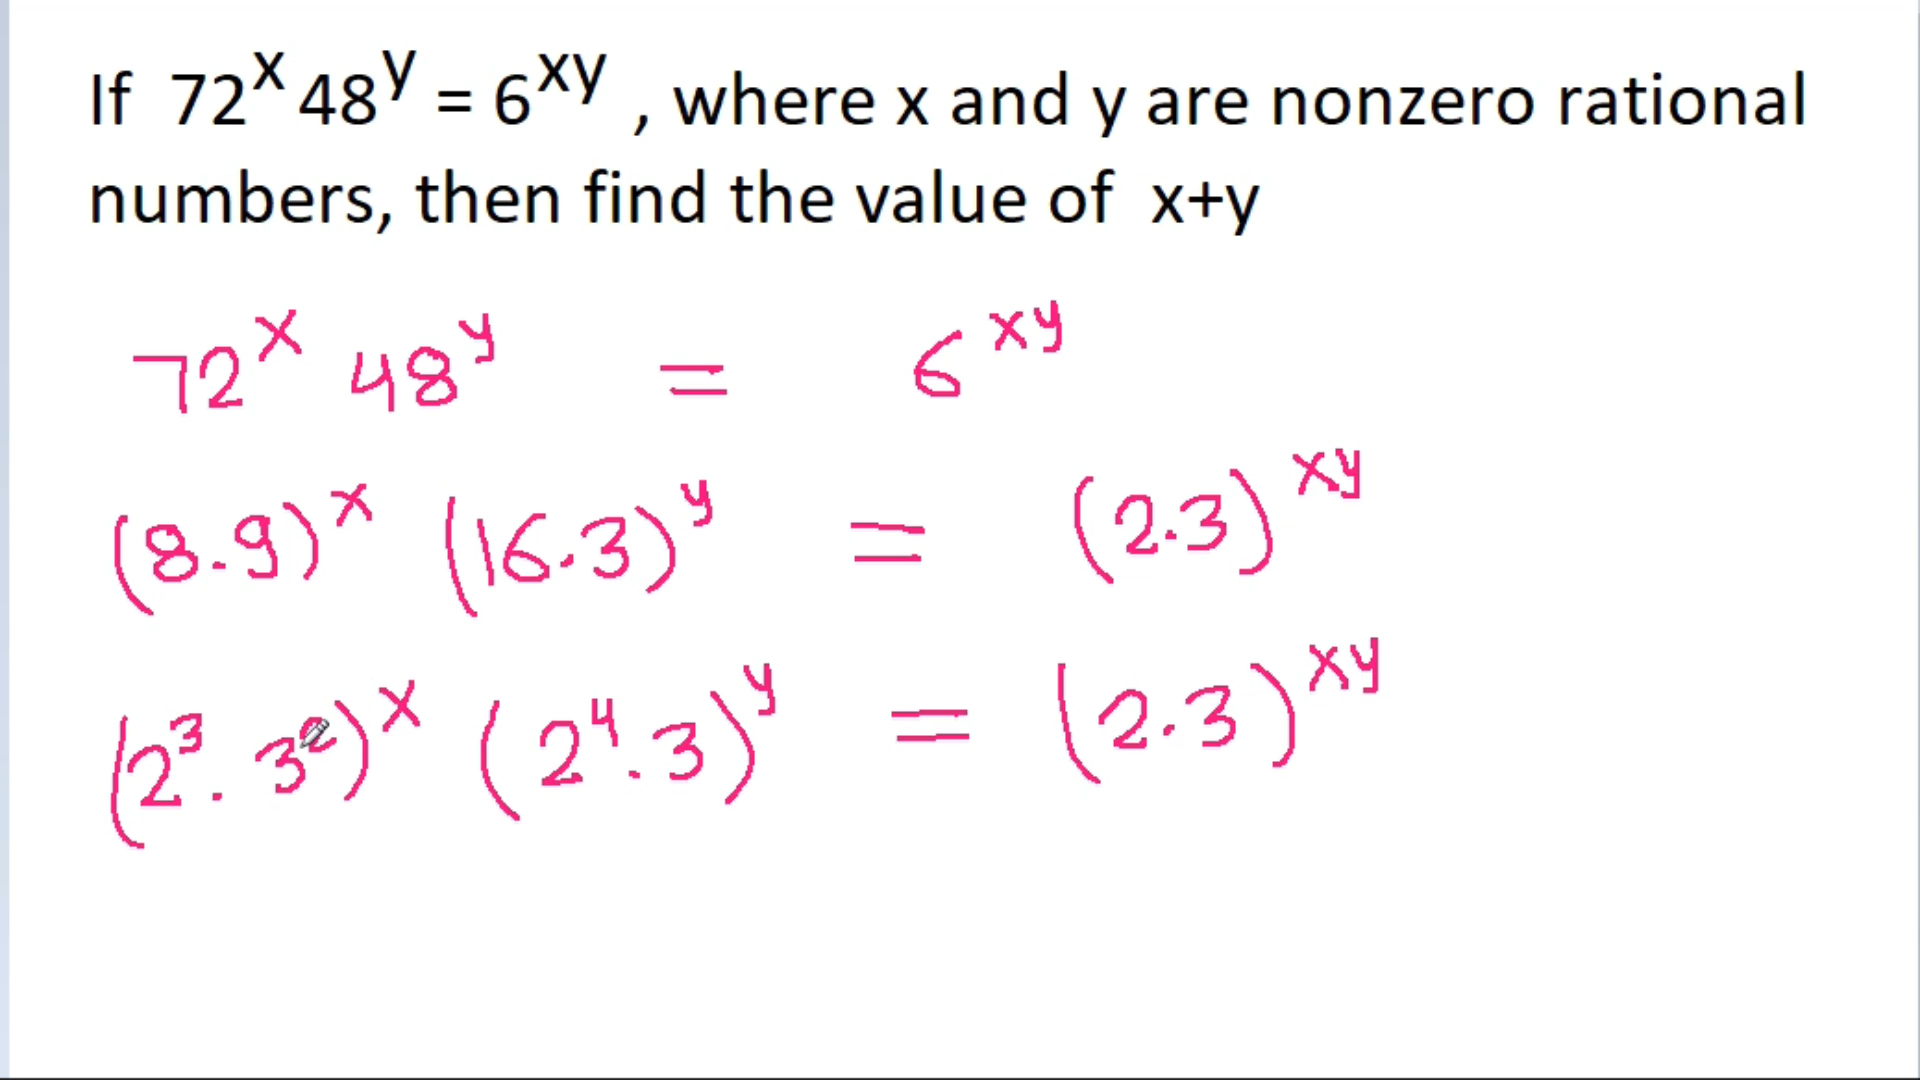 If 72^x 48^y = 6^xy , where x and y are nonzero rational
numbers, then find the value of x+y
72^x 48^y = 6^xy
(8.9)^x (16.3)^y = (2.3)^xy
(2^3 . 3^2)^x (2^4 . 3)^y = (2.3)^xy